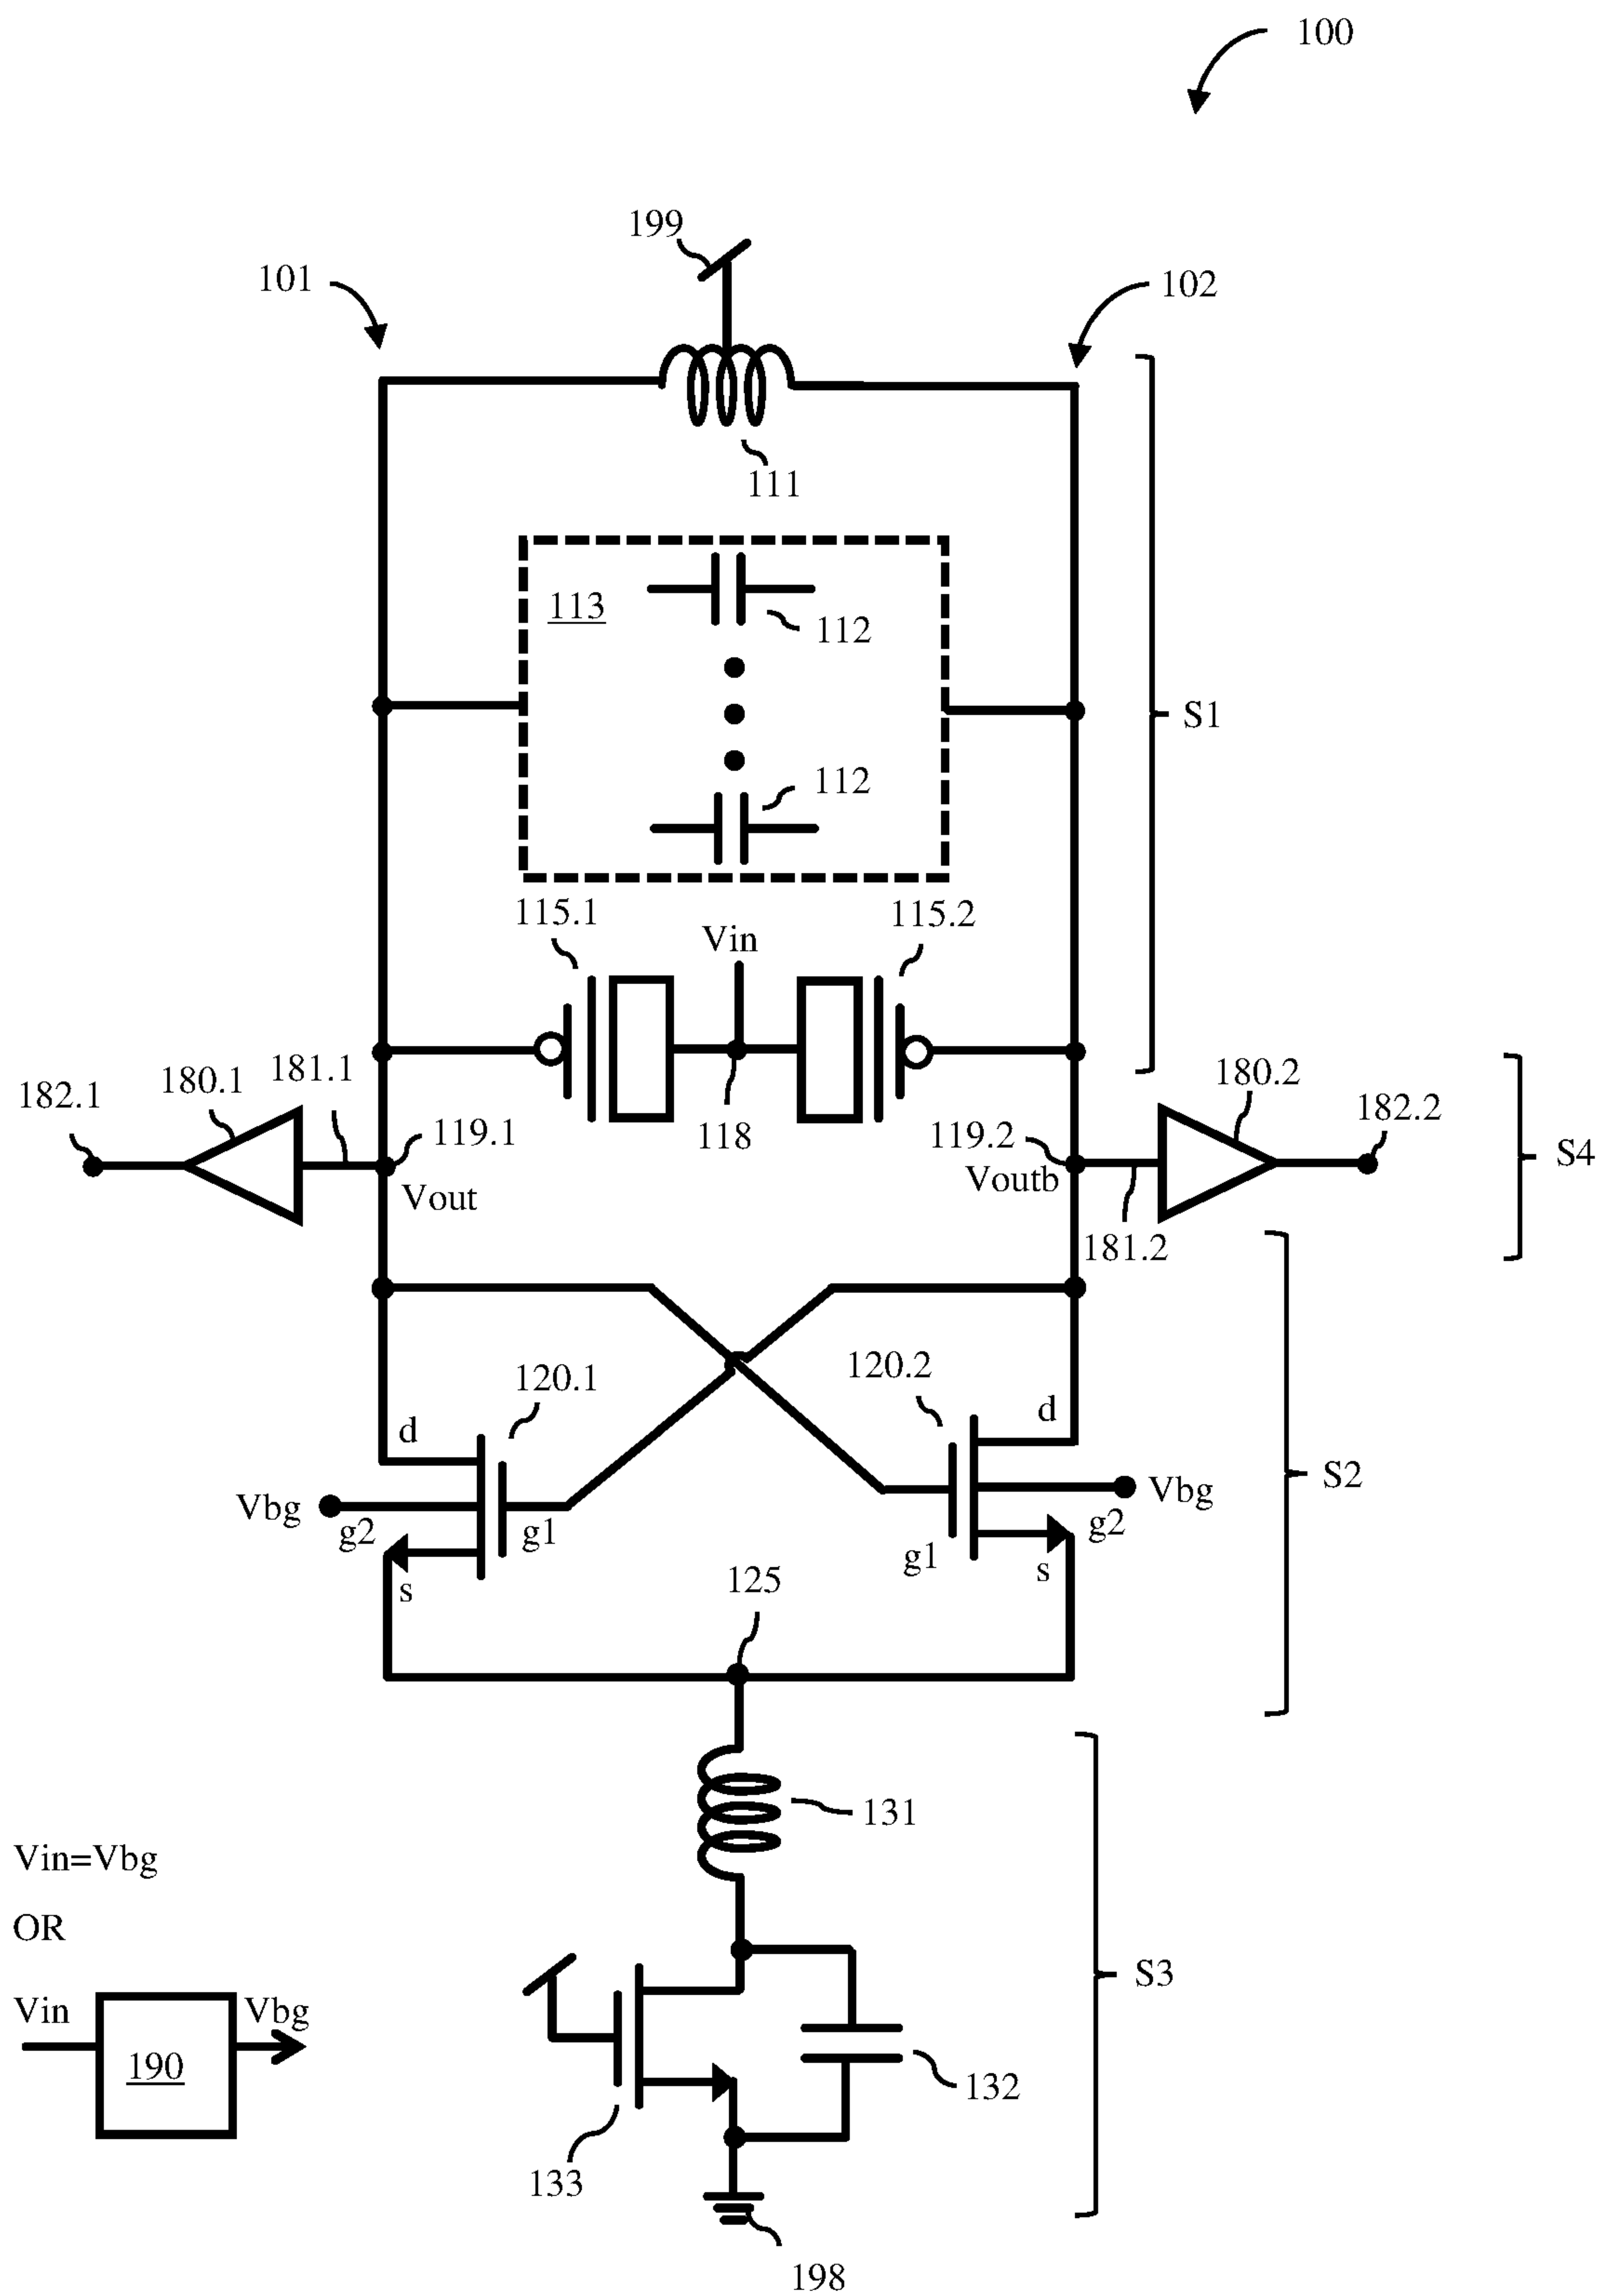 100
199
101
102
111
113
112
S1
112
115.1
115.2
Vin
182.1
180.1
181.1
119.1
118
119.2
180.2
182.2
S4
Vout
Voutb
181.2
120.1
120.2
d
d
Vbg
g2
g1
g1
g2
Vbg
S2
s
s
125
131
Vin=Vbg
OR
Vin
Vbg
190
S3
132
133
198